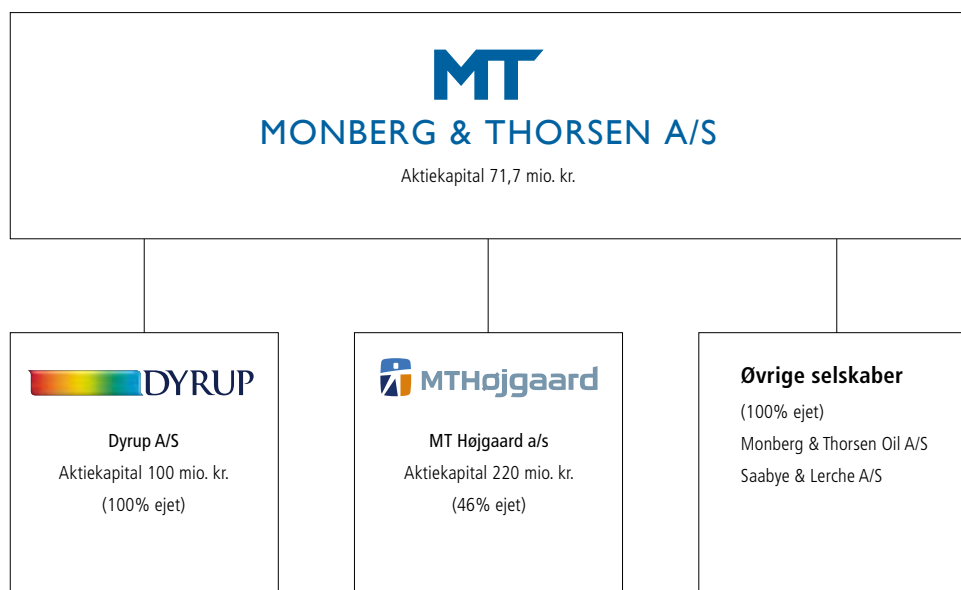 MT
MONBERG & THORSEN A/S
Aktiekapital 71,7 mio. kr.
DYRUP
Dyrup A/S
Aktiekapital 100 mio. kr.
(100% ejet)
MTHøjgaard
MT Højgaard a/s
Aktiekapital 220 mio. kr.
(46% ejet)
Øvrige selskaber
(100% ejet)
Monberg & Thorsen Oil A/S
Saabye & Lerche A/S